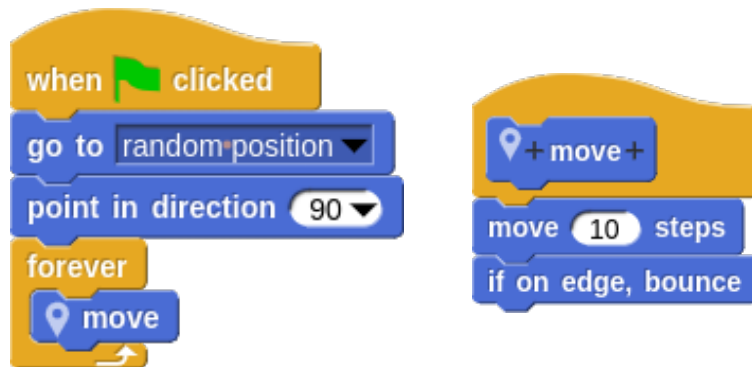 when clicked
go to random position
point in direction 90
forever
move
+ move +
move 10 steps
if on edge, bounce